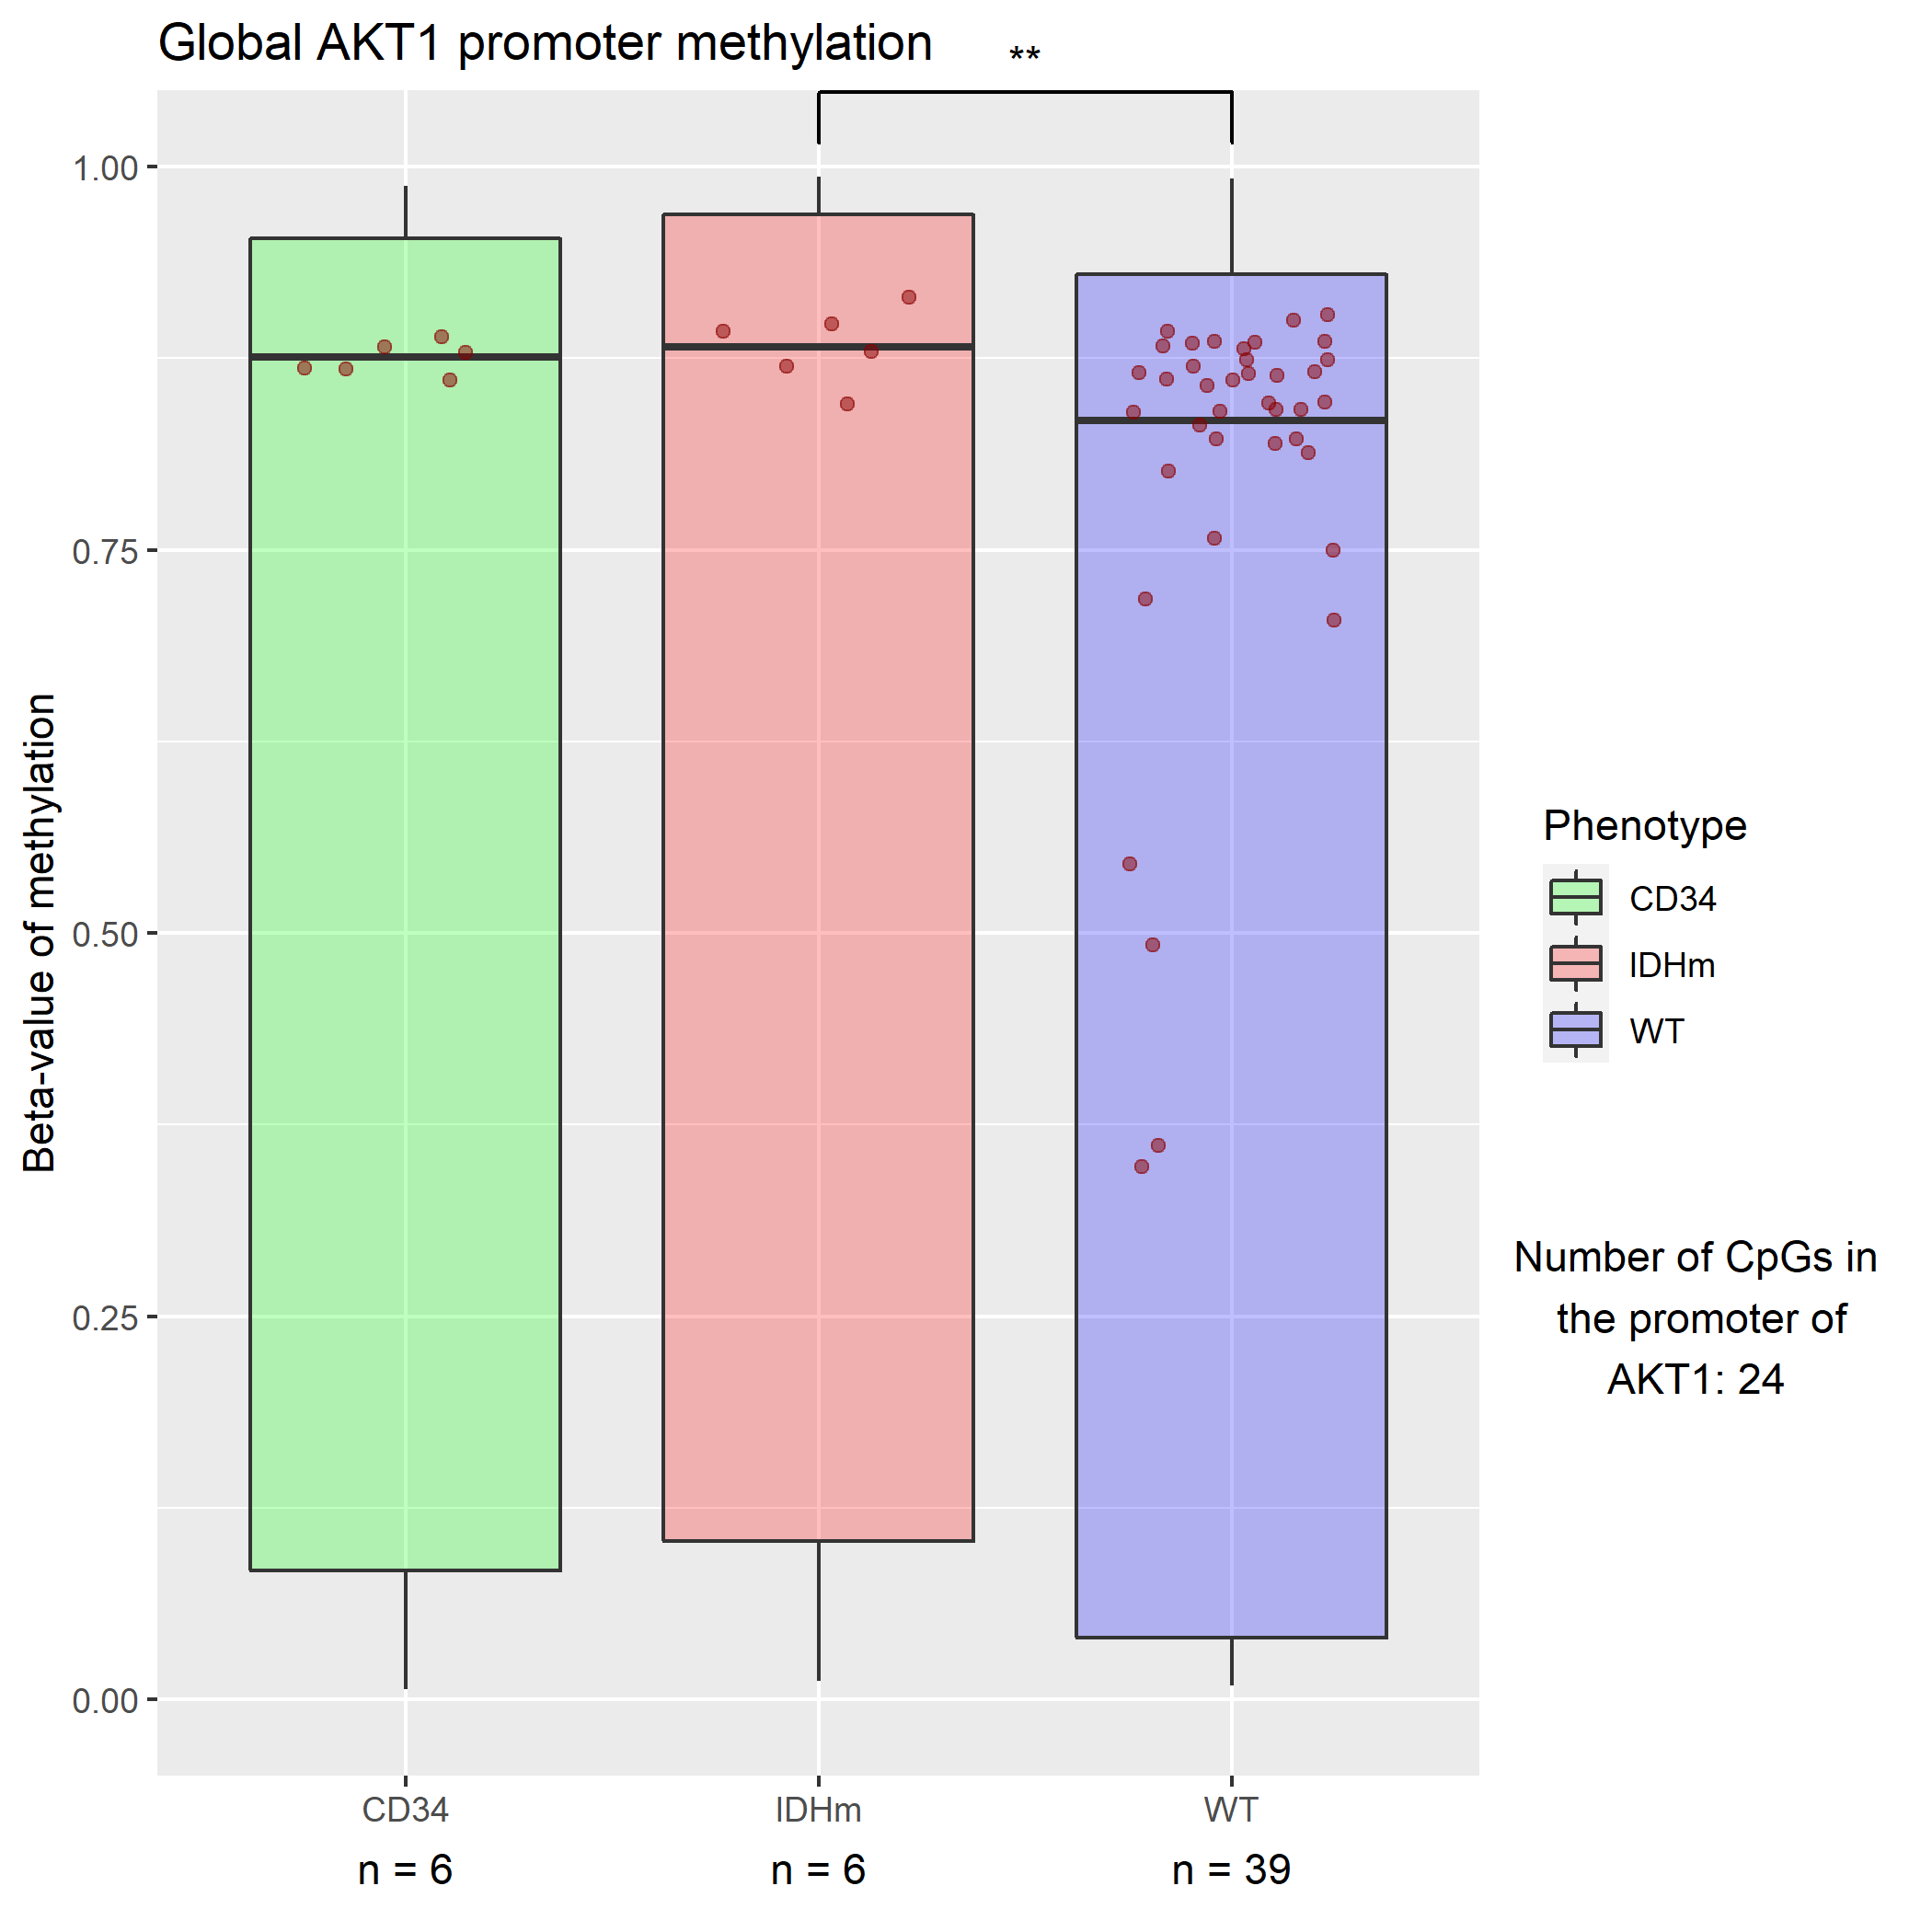 Global AKT1 promoter methylation
**
Beta-value of methylation
1.00
0.75
0.50
0.25
0.00
CD34
IDHm
WT
n = 6
n = 6
n = 39
Phenotype
CD34
IDHm
WT
Number of CpGs in
the promoter of
AKT1: 24